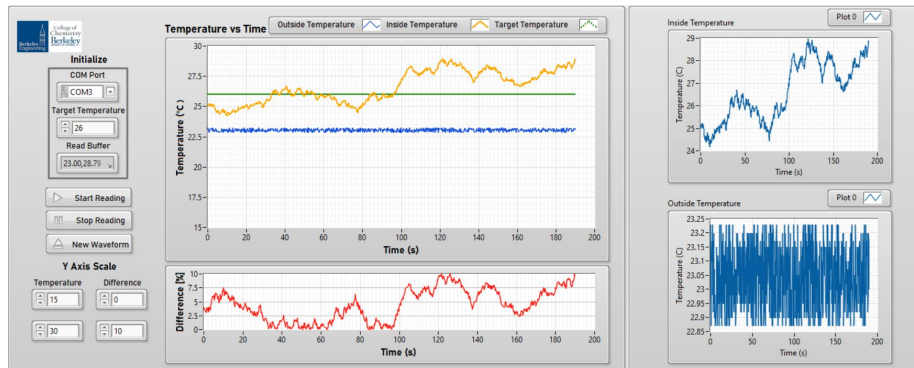 Berkeley
Engineering
College of
Chemistry
Berkeley
Initialize
COM Port
COM3
Target Temperature
26
Read Buffer
23.00,28.79
Start Reading
Stop Reading
New Waveform
Y Axis Scale
Temperature Difference
15 0
30 10
Temperature vs Time Outside Temperature Inside Temperature Target Temperature
Temperature (°C)
30
27.5
25
22.5
20
17.5
15
0 20 40 60 80 100 120 140 160 180 200
Time (s)
Difference [%]
10
7.5
5
2.5
0
0 20 40 60 80 100 120 140 160 180 200
Time (s)
Plot 0
Inside Temperature
Temperature (C)
29
28
27
26
25
24
0 50 100 150 200
Time (s)
Plot 0
Outside Temperature
Temperature (C)
23.25
23.2
23.15
23.1
23.05
23
22.95
22.9
22.85
0 50 100 150 200
Time (s)